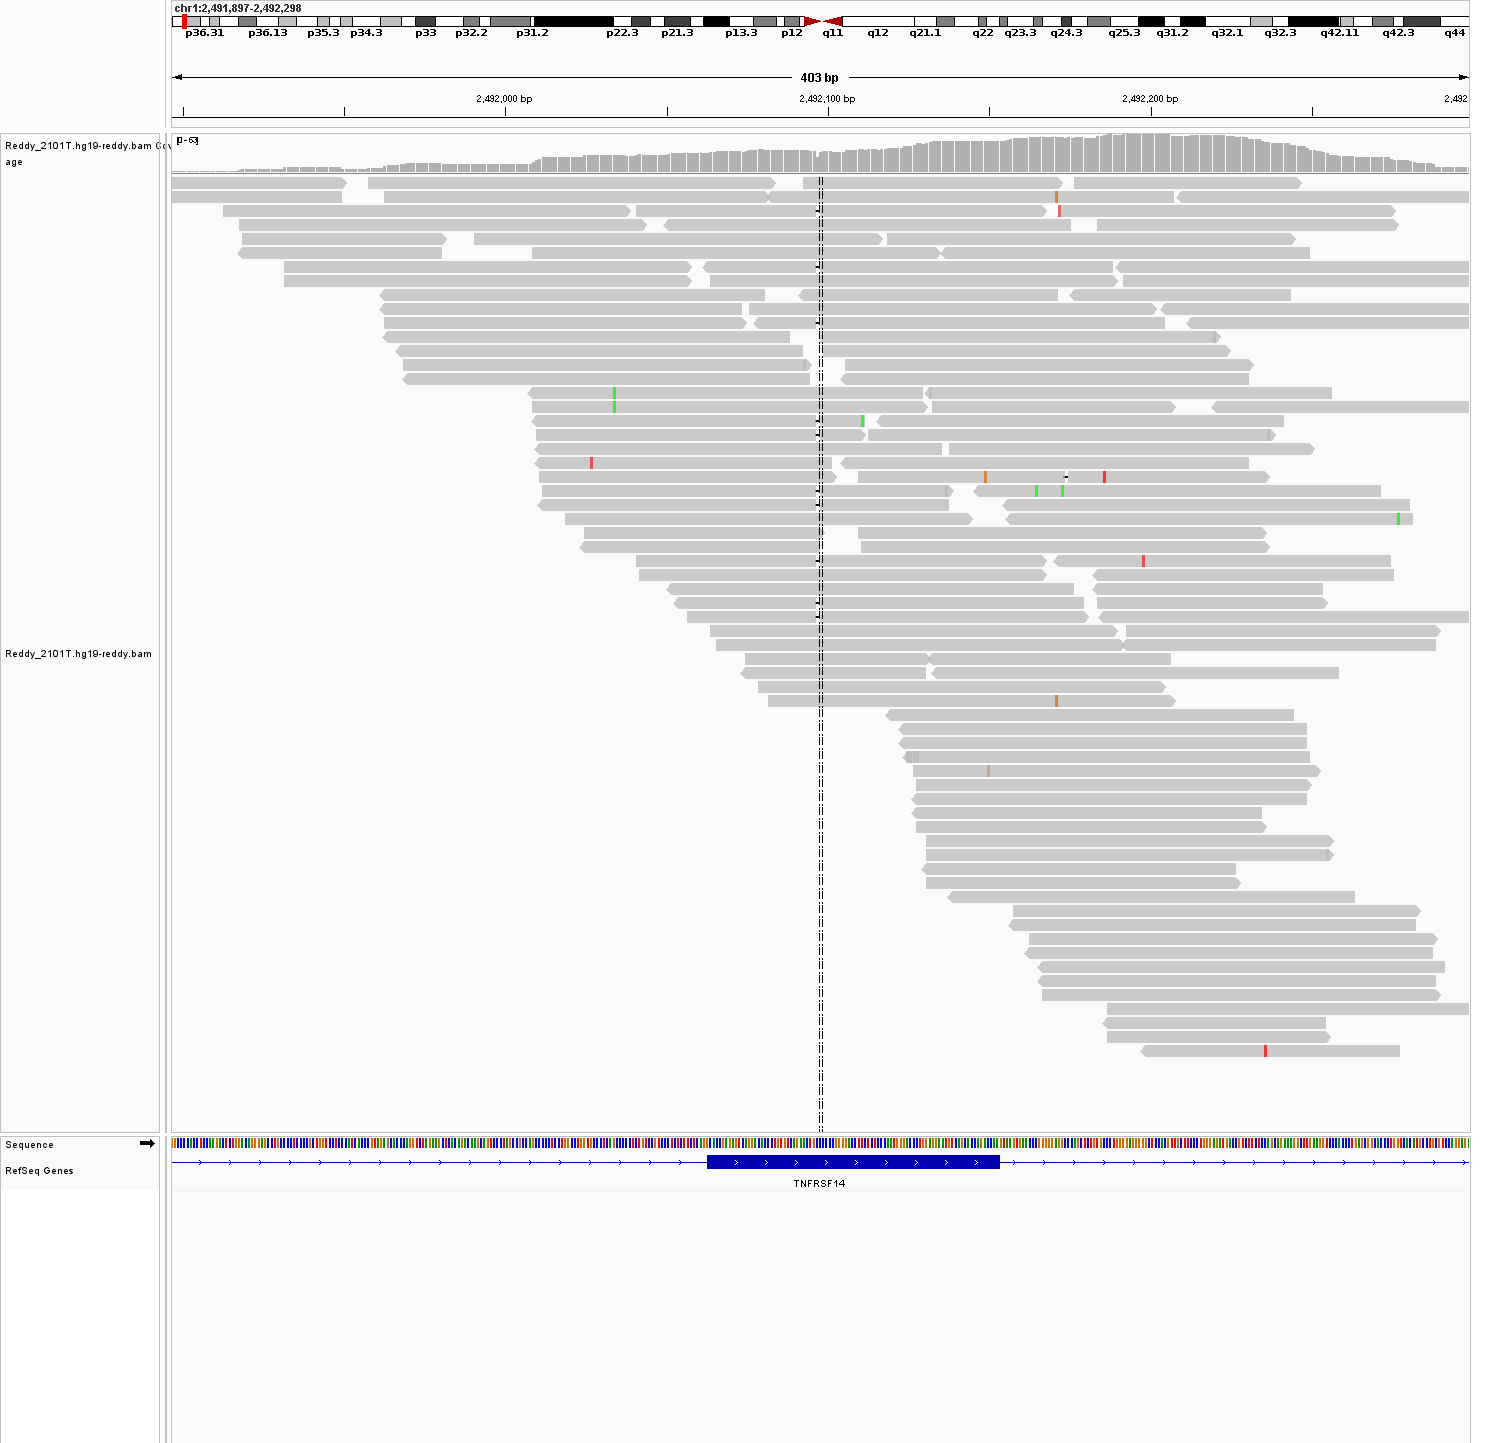 chr1:2,491,897-2,492,298
p36.31 p36.13 p35.3 p34.3 p33 p32.2 p31.2 p22.3 p21.3 p13.3 p12 q11 q12 q21.1 q22 q23.3 q24.3 q25.3 q31.2 q32.1 q32.3 q42.11 q42.3 q44
403 bp
2,492,000 bp 2,492,100 bp 2,492,200 bp 2,492
[0-63]
Reddy_2101T.hg19-reddy.bam Cov
age
Reddy_2101T.hg19-reddy.bam
Sequence
RefSeq Genes
TNFRSF14